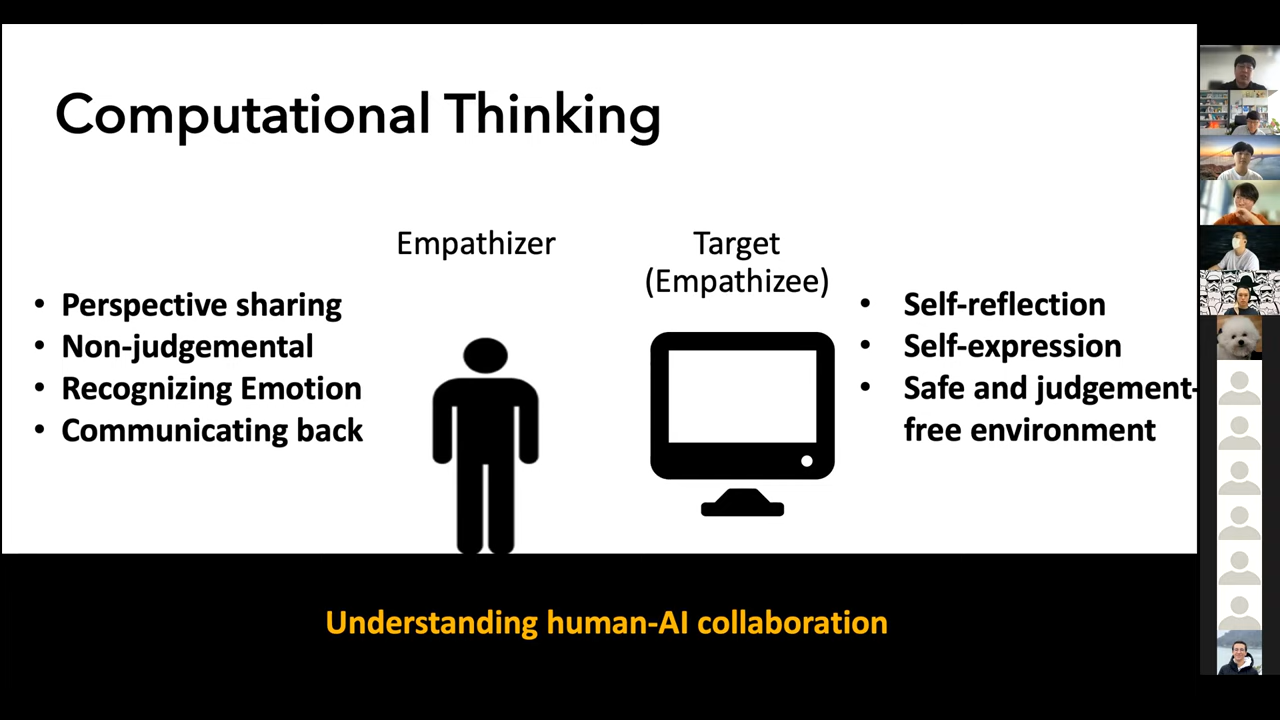 Computational Thinking
Empathizer
Target
(Empathizee)
• Perspective sharing
• Non-judgemental
• Recognizing Emotion
• Communicating back
• Self-reflection
• Self-expression
• Safe and judgement-
free environment
Understanding human-AI collaboration